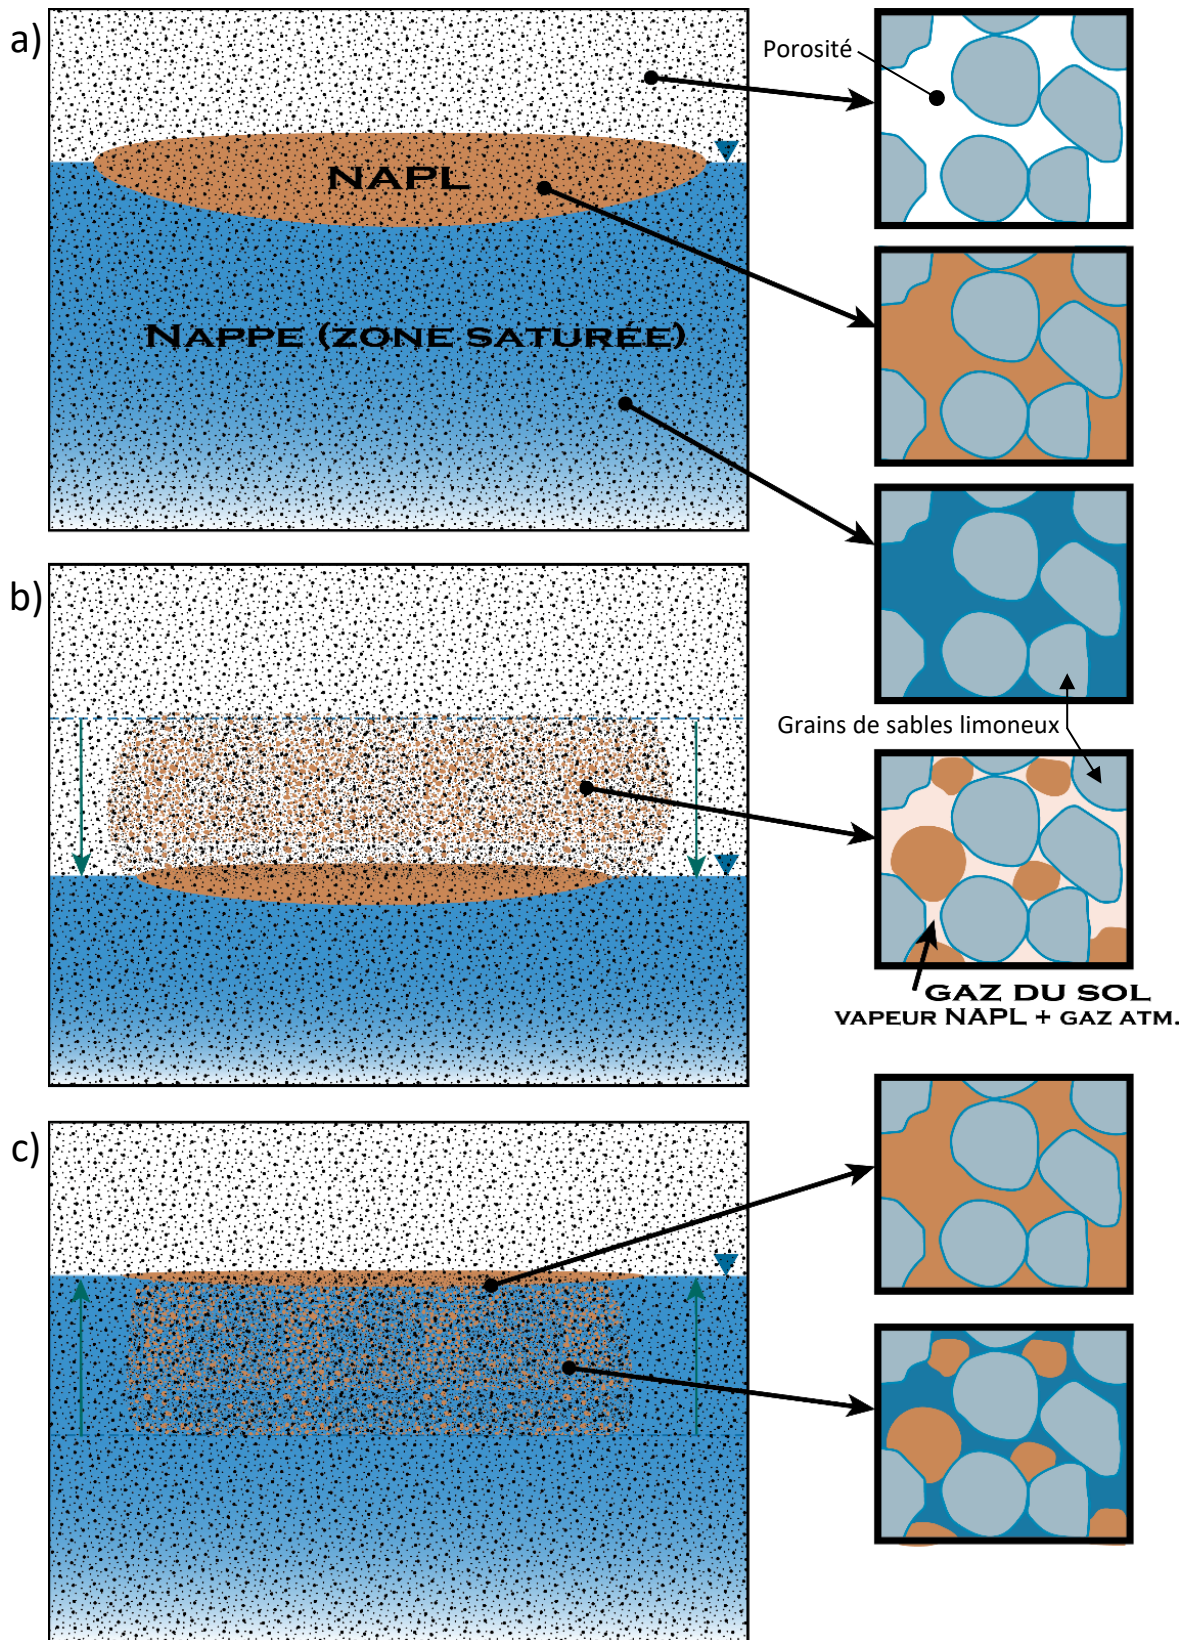 a)
Porosité
NAPL
Nappe (zone saturée)
b)
Grains de sables limoneux
GAZ DU SOL
VAPEUR NAPL + GAZ ATM.
c)